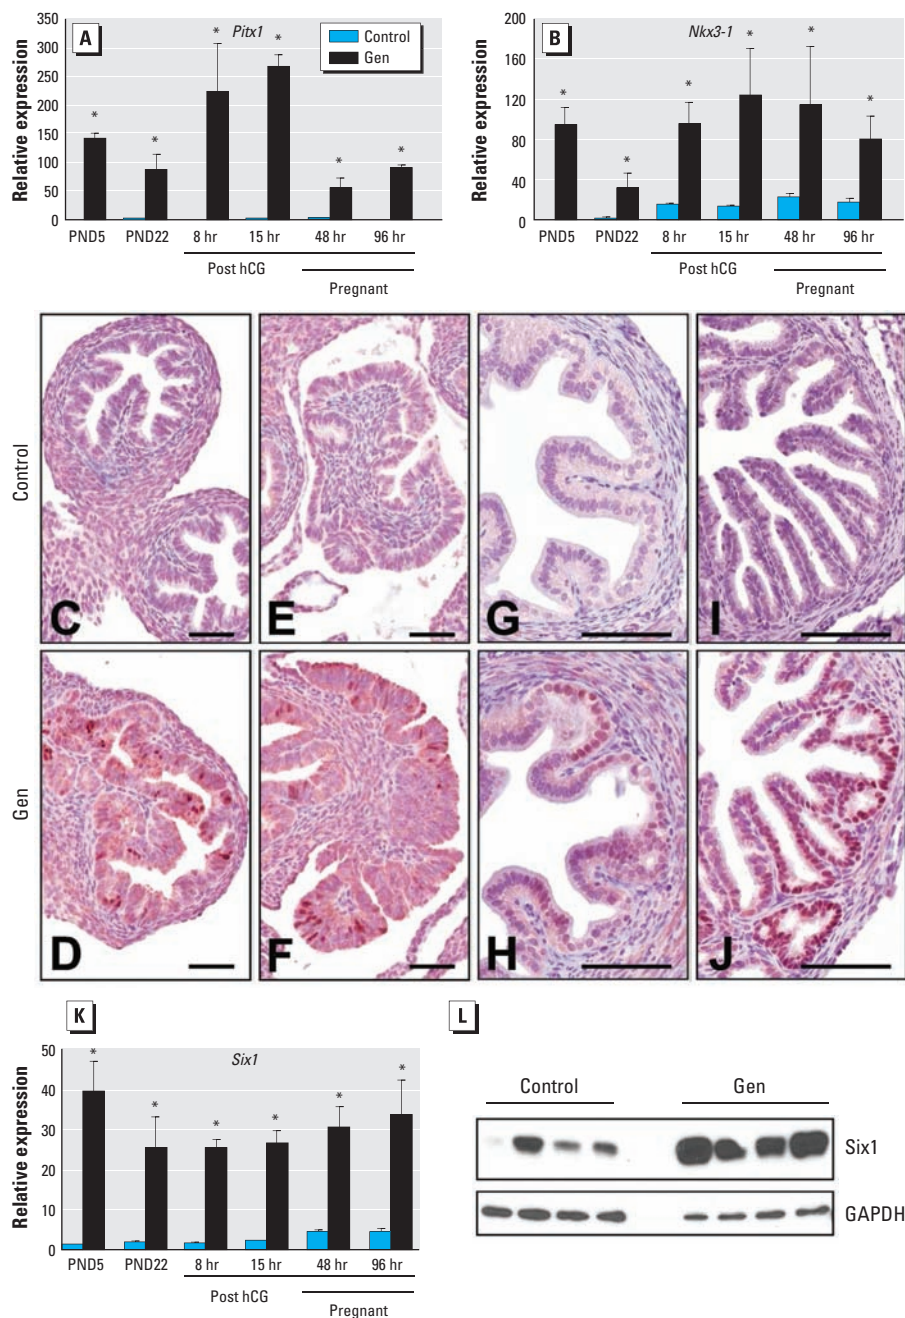 A
Pitx1
Control
Gen
Relative expression
350
300
250
200
150
100
50
0
* * * * * *
PND5 PND22 8 hr 15 hr 48 hr 96 hr
Post hCG
Pregnant
B
Nkx3-1
Relative expression
200
160
120
80
40
0
* * * * * *
PND5 PND22 8 hr 15 hr 48 hr 96 hr
Post hCG
Pregnant
Control
C E G I
Gen
D F H J
K
Six1
Relative expression
50
40
30
20
10
0
* * * * * *
PND5 PND22 8 hr 15 hr 48 hr 96 hr
Post hCG
Pregnant
L
Control Gen
Six1
GAPDH